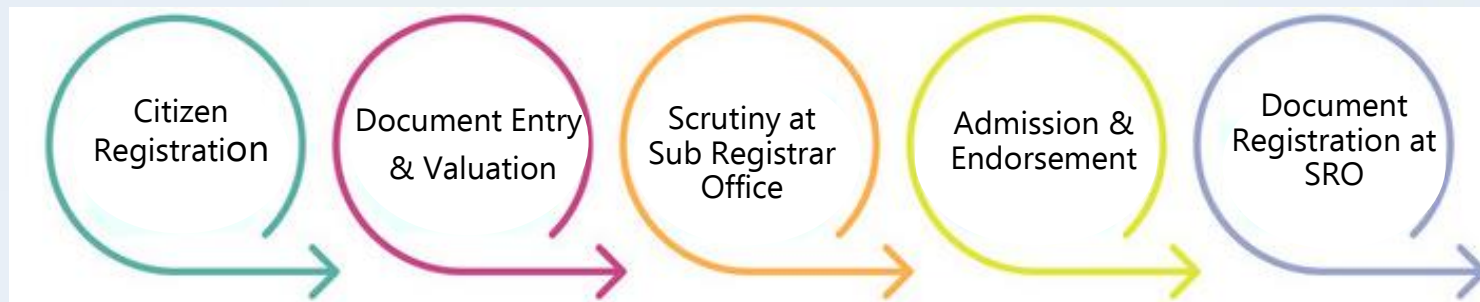 Citizen
Registration
Document Entry
& Valuation
Scrutiny at
Sub Registrar
Office
Admission &
Endorsement
Document
Registration at
SRO